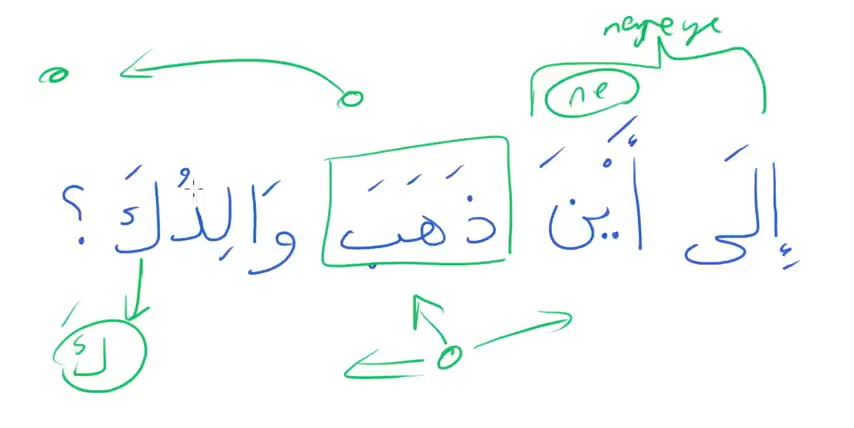 nereye
ne
إِلَى أَيْنَ ذَهَبَ وَالِدُكَ ؟
كَ